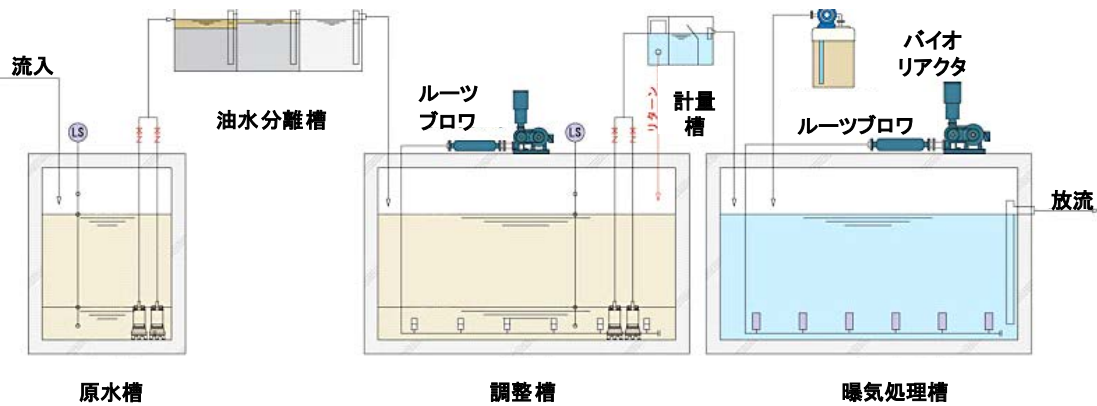 流入
LS
油水分離槽
ルーツ
ブロワ
LS
リターン
計量
槽
バイオ
リアクタ
ルーツブロワ
放流
原水槽
調整槽
曝気処理槽